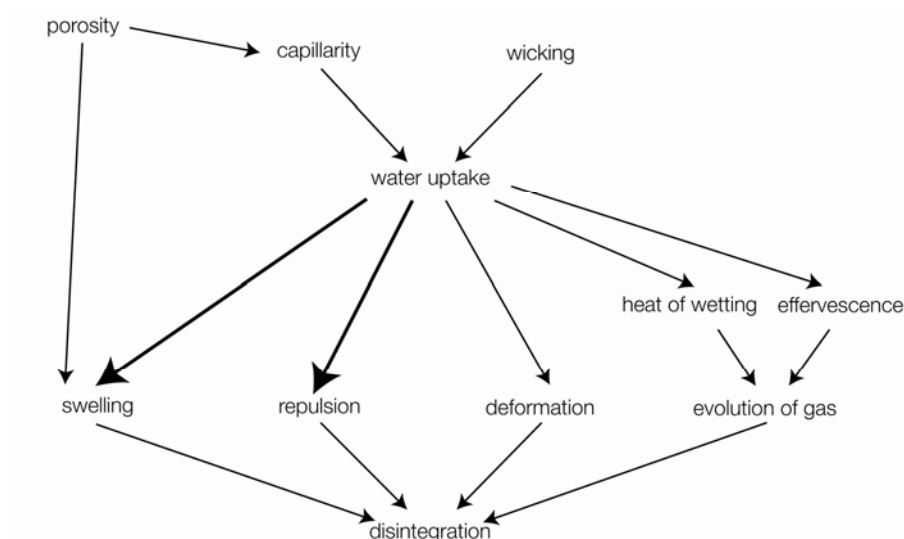 porosity
capillarity
wicking
water uptake
heat of wetting
effervescence
swelling
repulsion
deformation
evolution of gas
disintegration